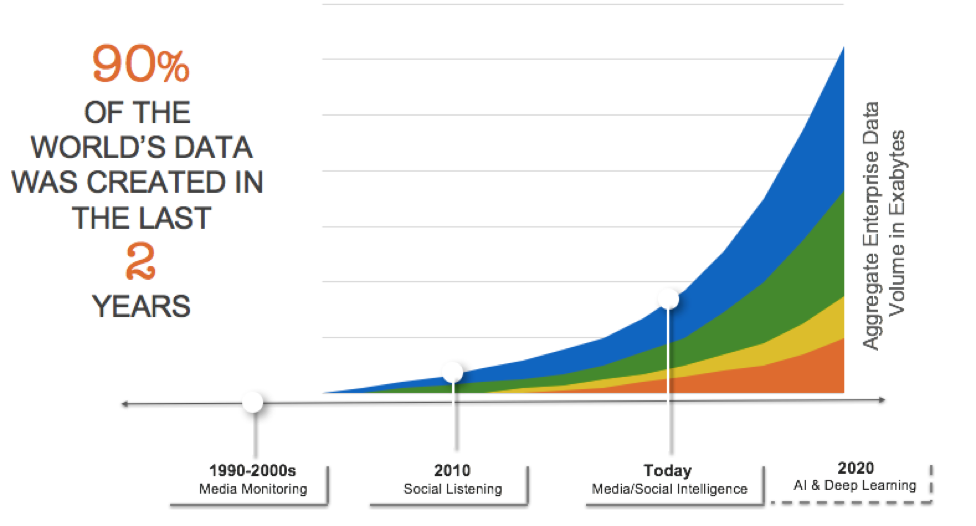 90%
OF THE
WORLD'S DATA
WAS CREATED IN
THE LAST
2
YEARS
Aggregate Enterprise Data
Volume in Exabytes
1990-2000s
Media Monitoring
2010
Social Listening
Today
Media/Social Intelligence
2020
AI & Deep Learning